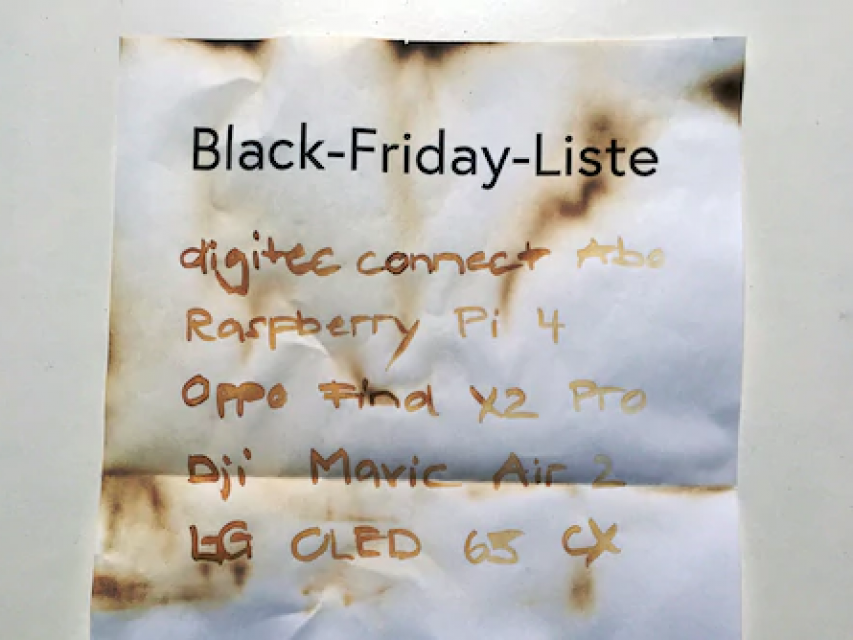 Black-Friday-Liste
digitec connect Abo
Raspberry Pi 4
Oppo Find X2 Pro
Dji Mavic Air 2
LG OLED 65 CX